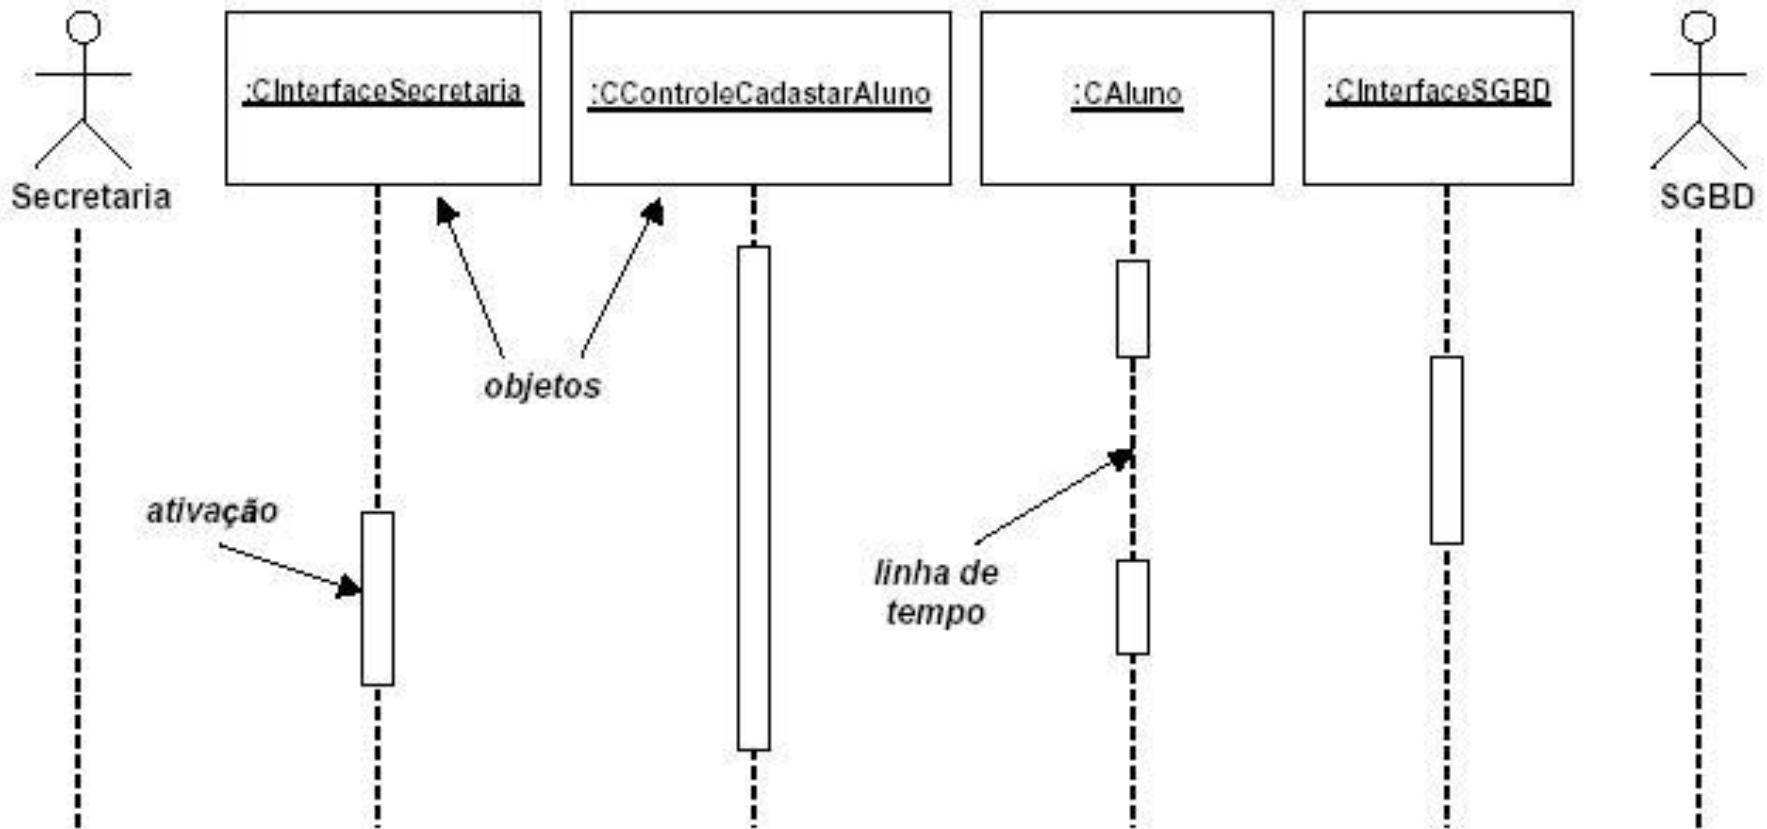 :CInterfaceSecretaria
:CControleCadastarAluno
:CAluno
:CInterfaceSGBD
Secretaria
SGBD
objetos
ativação
linha de
tempo